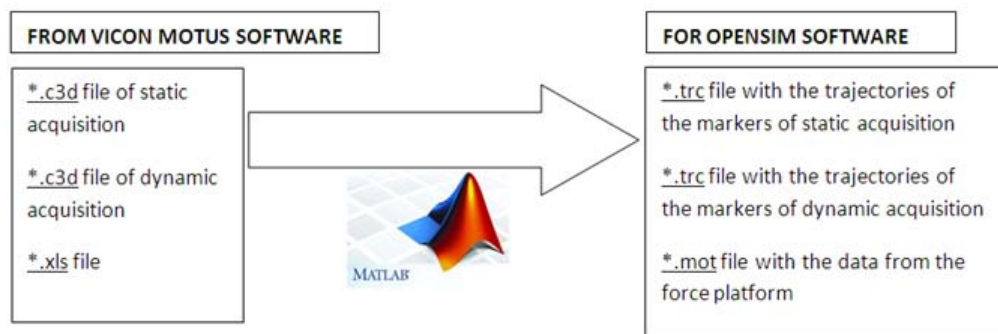 FROM VICON MOTUS SOFTWARE
*.c3d file of static
acquisition
*.c3d file of dynamic
acquisition
*.xls file
MATLAB
FOR OPENSIM SOFTWARE
*.trc file with the trajectories of
the markers of static acquisition
*.trc file with the trajectories of
the markers of dynamic acquisition
*.mot file with the data from the
force platform